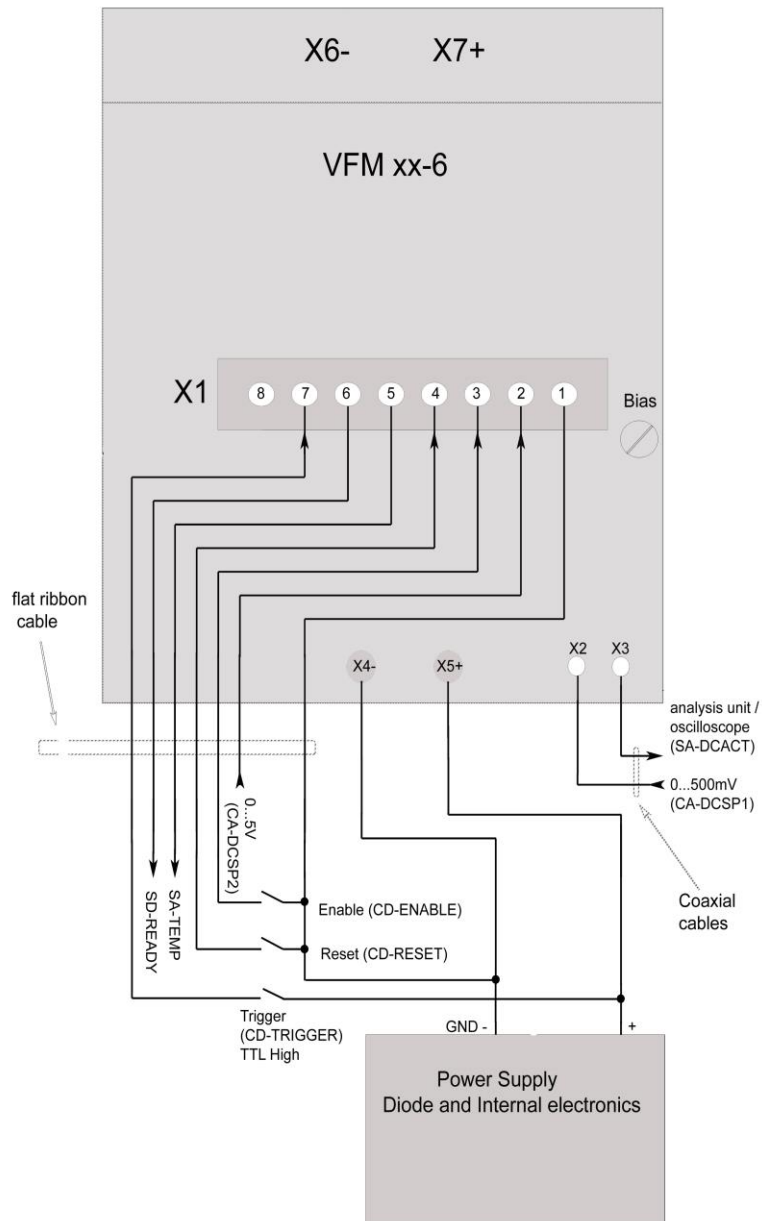 X6- X7+
VFM xx-6
X1
8 7 6 5 4 3 2 1
Bias
flat ribbon
cable
X4- X5+ X2 X3
analysis unit /
oscilloscope
(SA-DCACT)
0...500mV
(CA-DCSP1)
Coaxial
cables
0...5V
(CA-DCSP2)
SA-TEMP
SD-READY
Enable (CD-ENABLE)
Reset (CD-RESET)
Trigger
(CD-TRIGGER)
TTL High
GND - +
Power Supply
Diode and Internal electronics